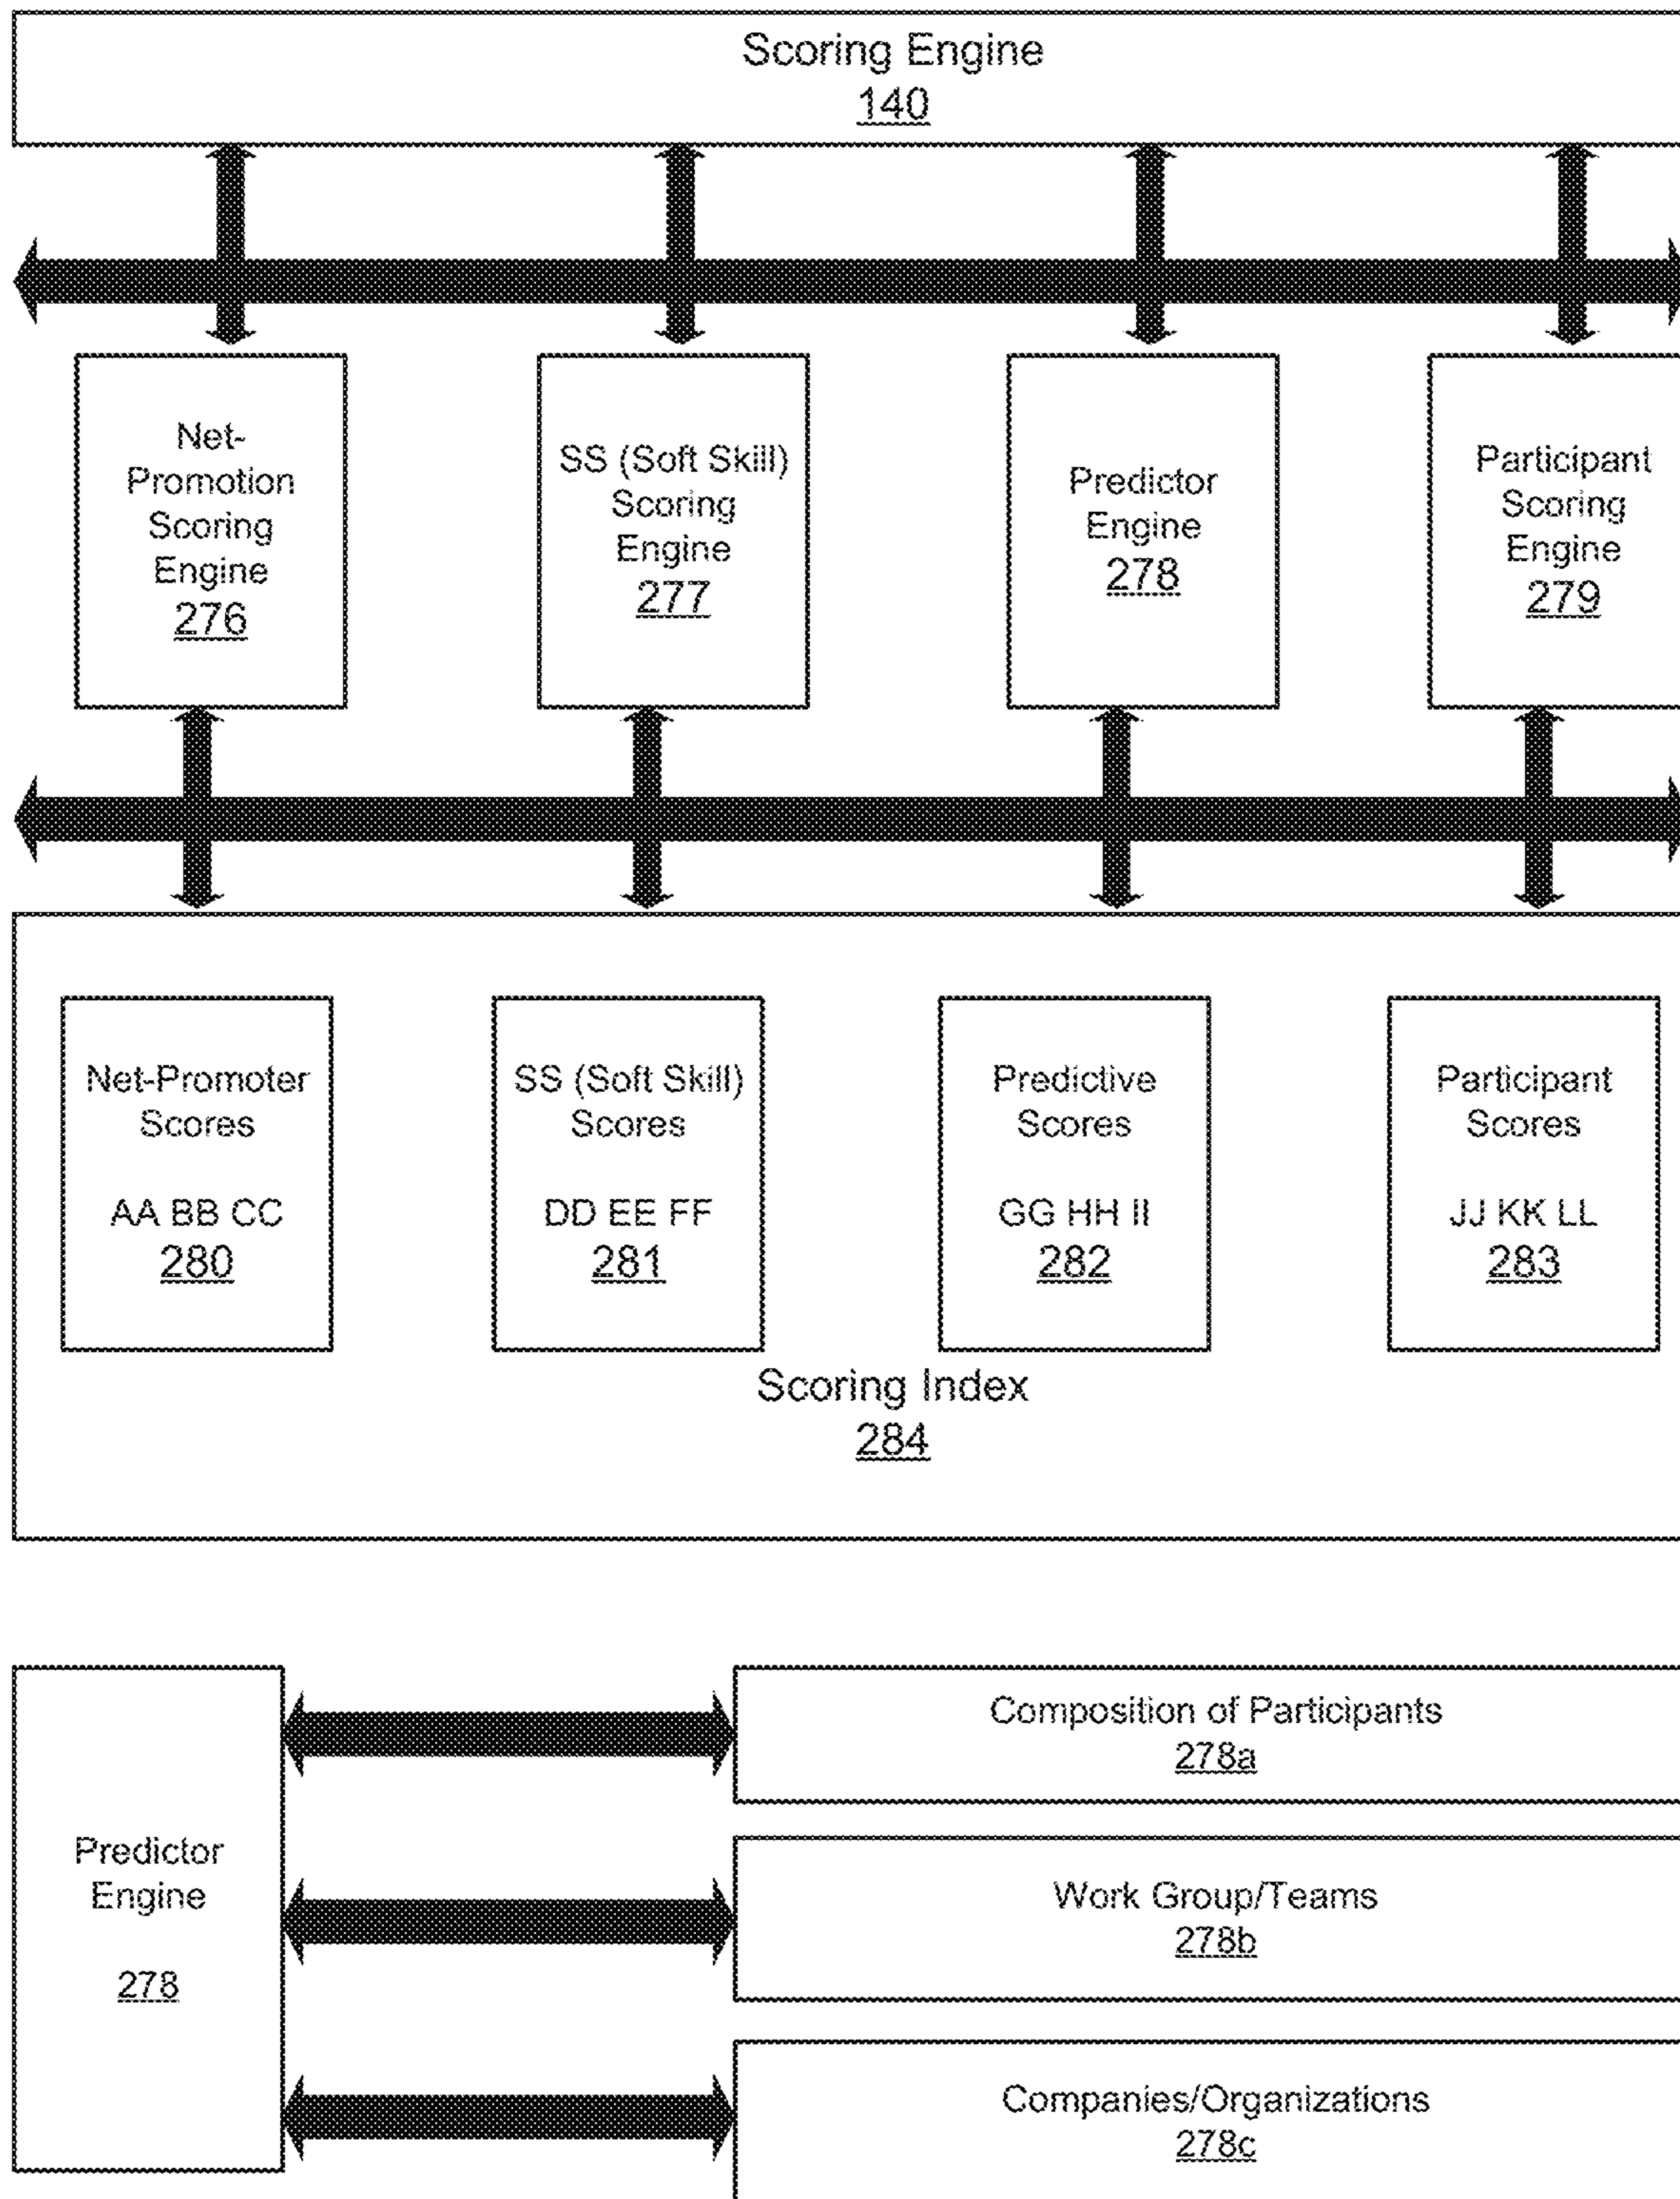 Scoring Engine
140
Net-
Promotion
Scoring
Engine
276
SS (Soft Skill)
Scoring
Engine
277
Predictor
Engine
278
Participant
Scoring
Engine
279
Net-Promoter
Scores
AA BB CC
280
SS (Soft Skill)
Scores
DD EE FF
281
Predictive
Scores
GG HH II
282
Participant
Scores
JJ KK LL
283
Scoring Index
284
Predictor
Engine
278
Composition of Participants
278a
Work Group/Teams
278b
Companies/Organizations
278c